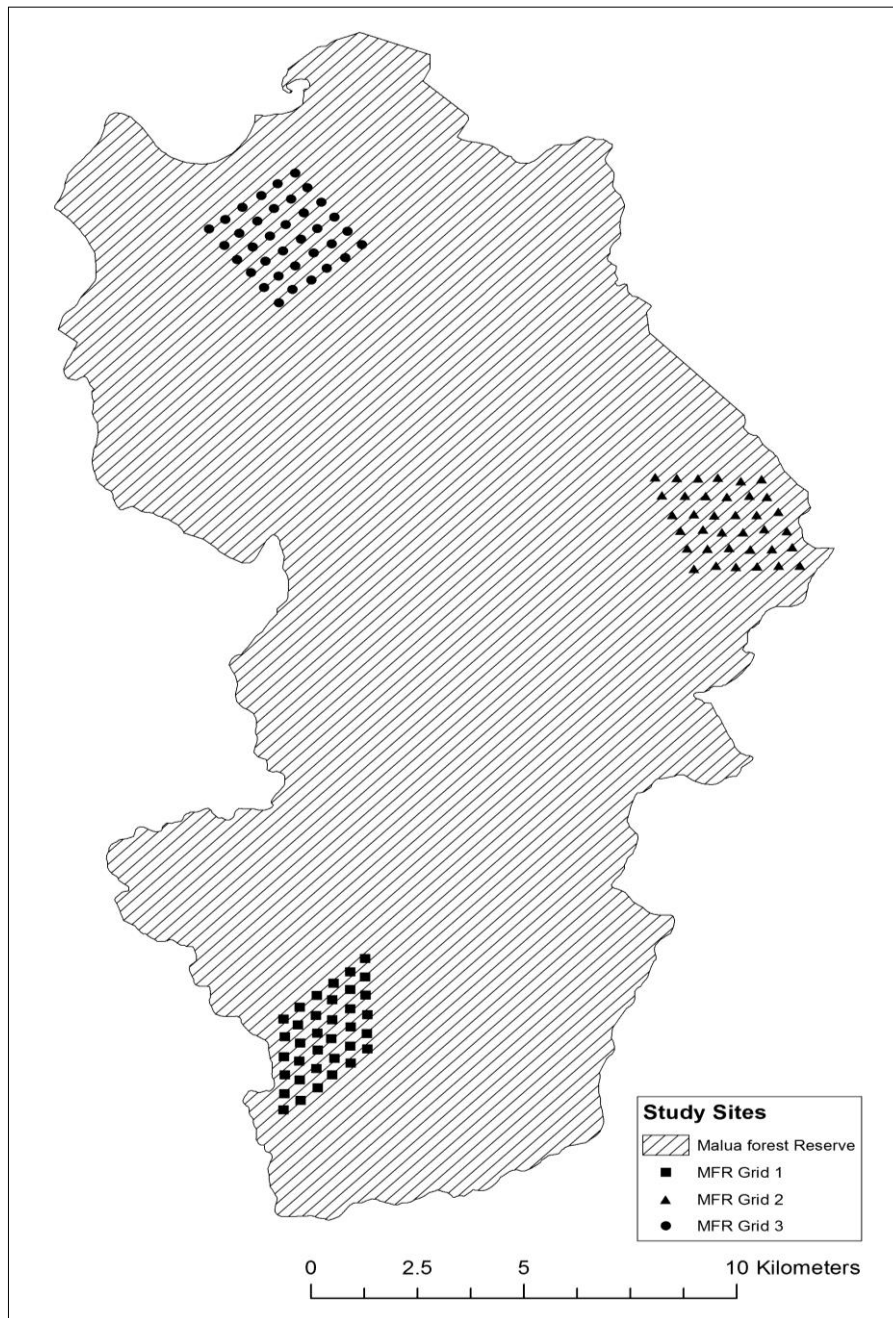 Study Sites
Malua forest Reserve
MFR Grid 1
MFR Grid 2
MFR Grid 3
0 2.5 5 10 Kilometers